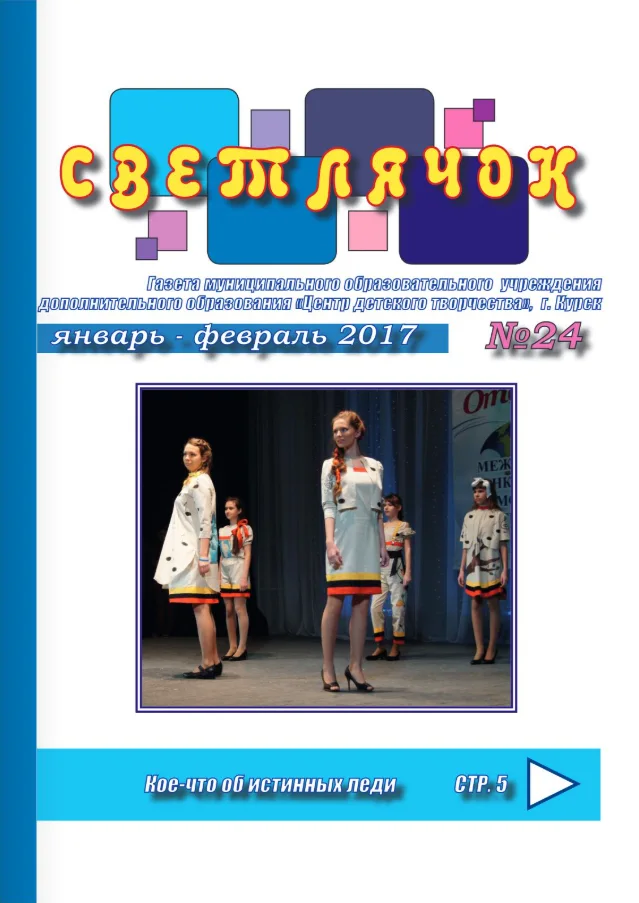 СВЕТЛЯЧОК
Газета муниципального образовательного учреждения
дополнительного образования «Центр детского творчества», г. Курск
январь - февраль 2017
№24
Кое-что об истинных леди
СТР. 5